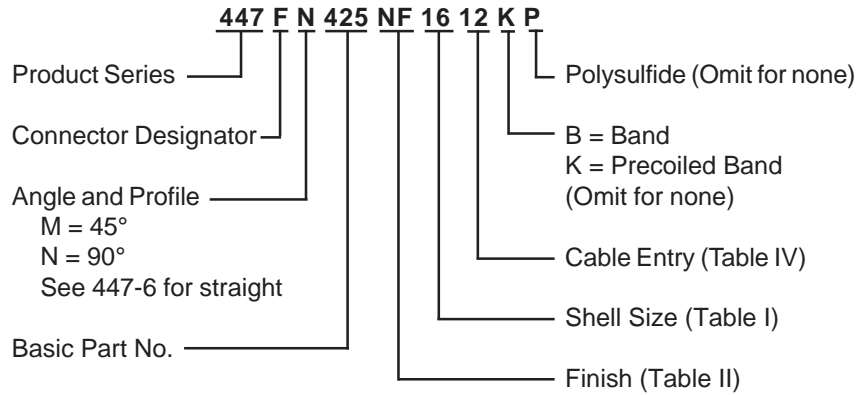 447 F N 425 NF 16 12 K P
Product Series
Connector Designator
Angle and Profile
M = 45°
N = 90°
See 447-6 for straight
Basic Part No.
Polysulfide (Omit for none)
B = Band
K = Precoiled Band
(Omit for none)
Cable Entry (Table IV)
Shell Size (Table I)
Finish (Table II)